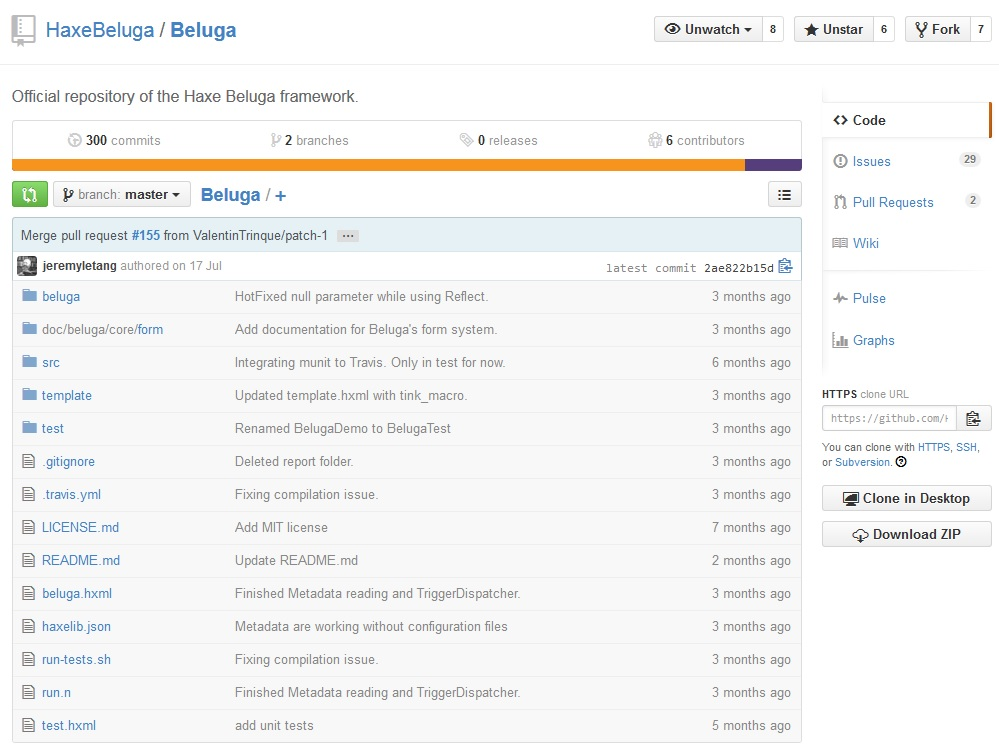 HaxeBeluga / Beluga
Unwatch 8 Unstar 6 Fork 7
Official repository of the Haxe Beluga framework.
300 commits 2 branches 0 releases 6 contributors
branch: master Beluga / +
Merge pull request #155 from ValentinTrinque/patch-1 ...
jeremyletang authored on 17 Jul latest commit 2ae822b15d
beluga HotFixed null parameter while using Reflect. 3 months ago
doc/beluga/core/form Add documentation for Beluga's form system. 3 months ago
src Integrating munit to Travis. Only in test for now. 6 months ago
template Updated template.hxml with tink_macro. 3 months ago
test Renamed BelugaDemo to BelugaTest 3 months ago
.gitignore Deleted report folder. 3 months ago
.travis.yml Fixing compilation issue. 3 months ago
LICENSE.md Add MIT license 7 months ago
README.md Update README.md 2 months ago
beluga.hxml Finished Metadata reading and TriggerDispatcher. 3 months ago
haxelib.json Metadata are working without configuration files 3 months ago
run-tests.sh Fixing compilation issue. 3 months ago
run.n Finished Metadata reading and TriggerDispatcher. 3 months ago
test.hxml add unit tests 5 months ago
Code
Issues 29
Pull Requests 2
Wiki
Pulse
Graphs
HTTPS clone URL
https://github.com/
You can clone with HTTPS, SSH,
or Subversion.
Clone in Desktop
Download ZIP